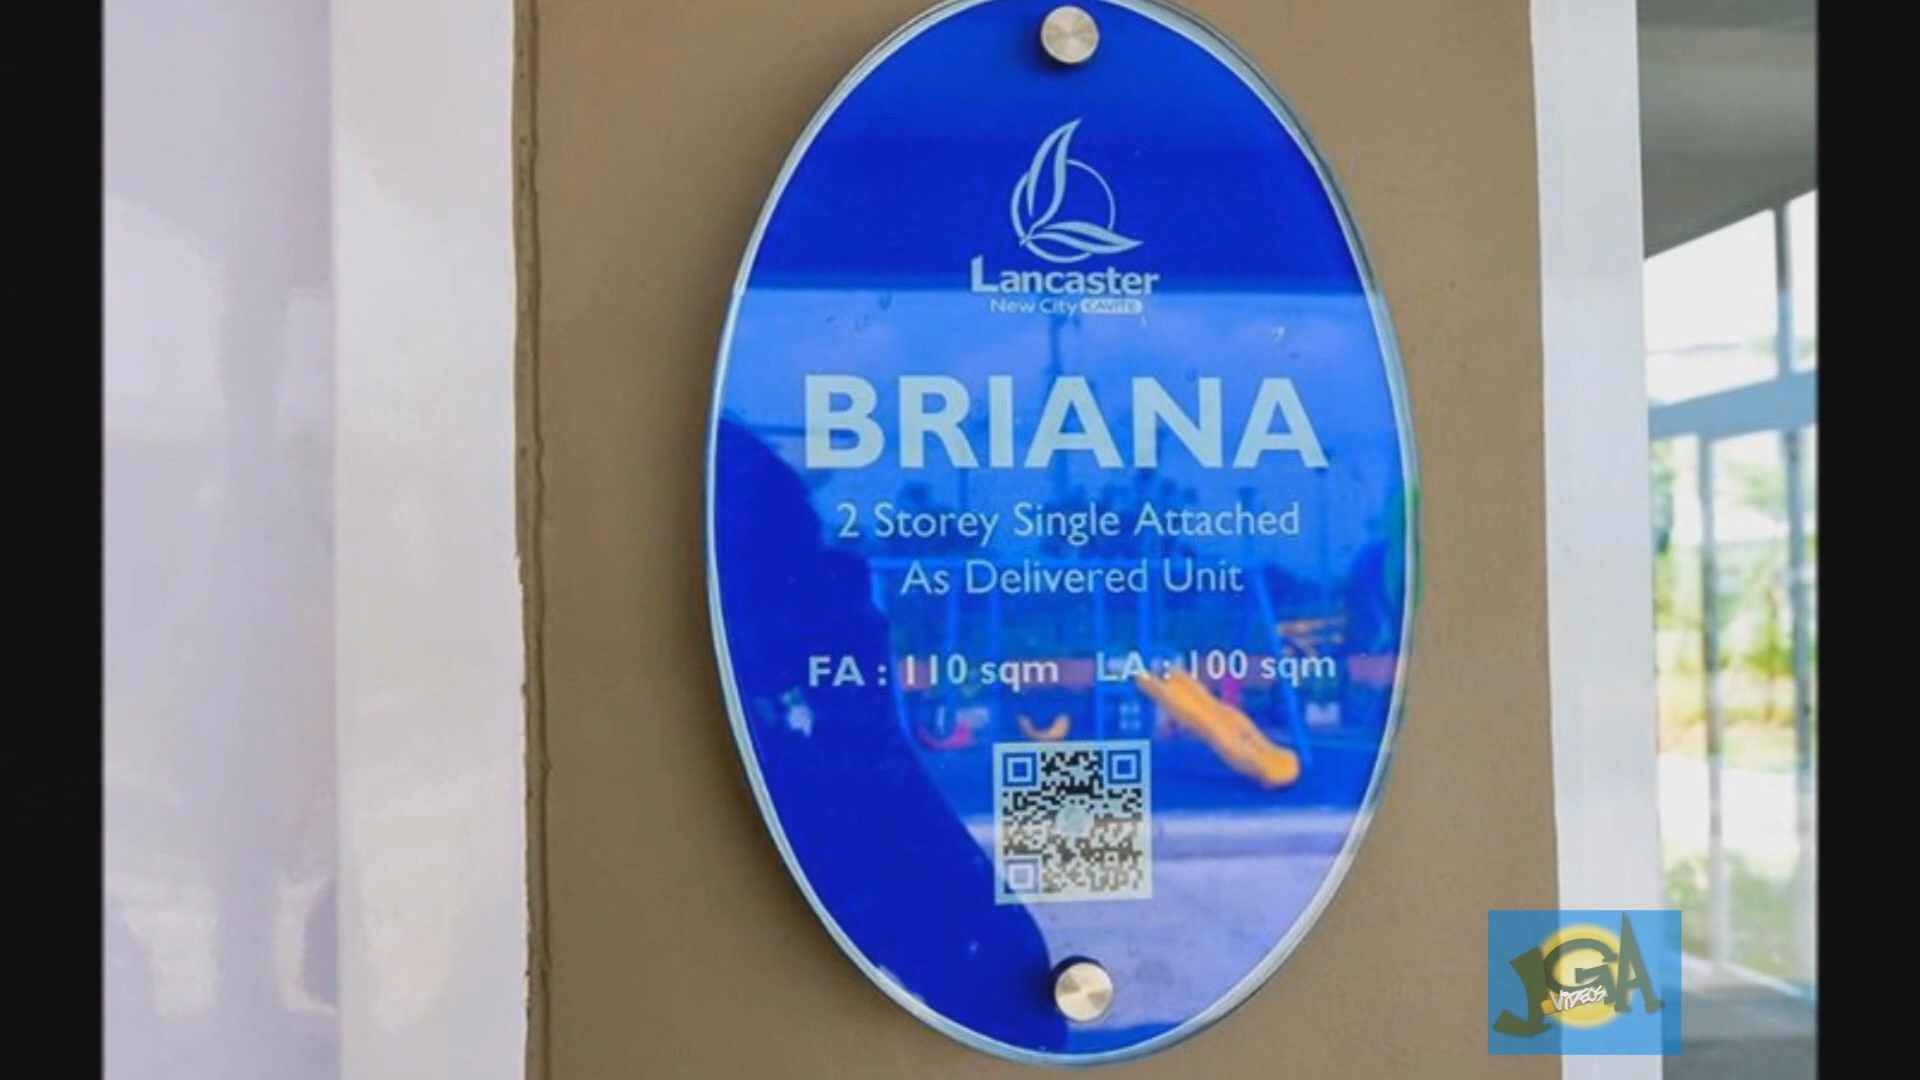 Lancaster
New City CAVITE
BRIANA
2 Storey Single Attached
As Delivered Unit
FA : 110 sqm LA : 100 sqm
JGA
VIDEOS